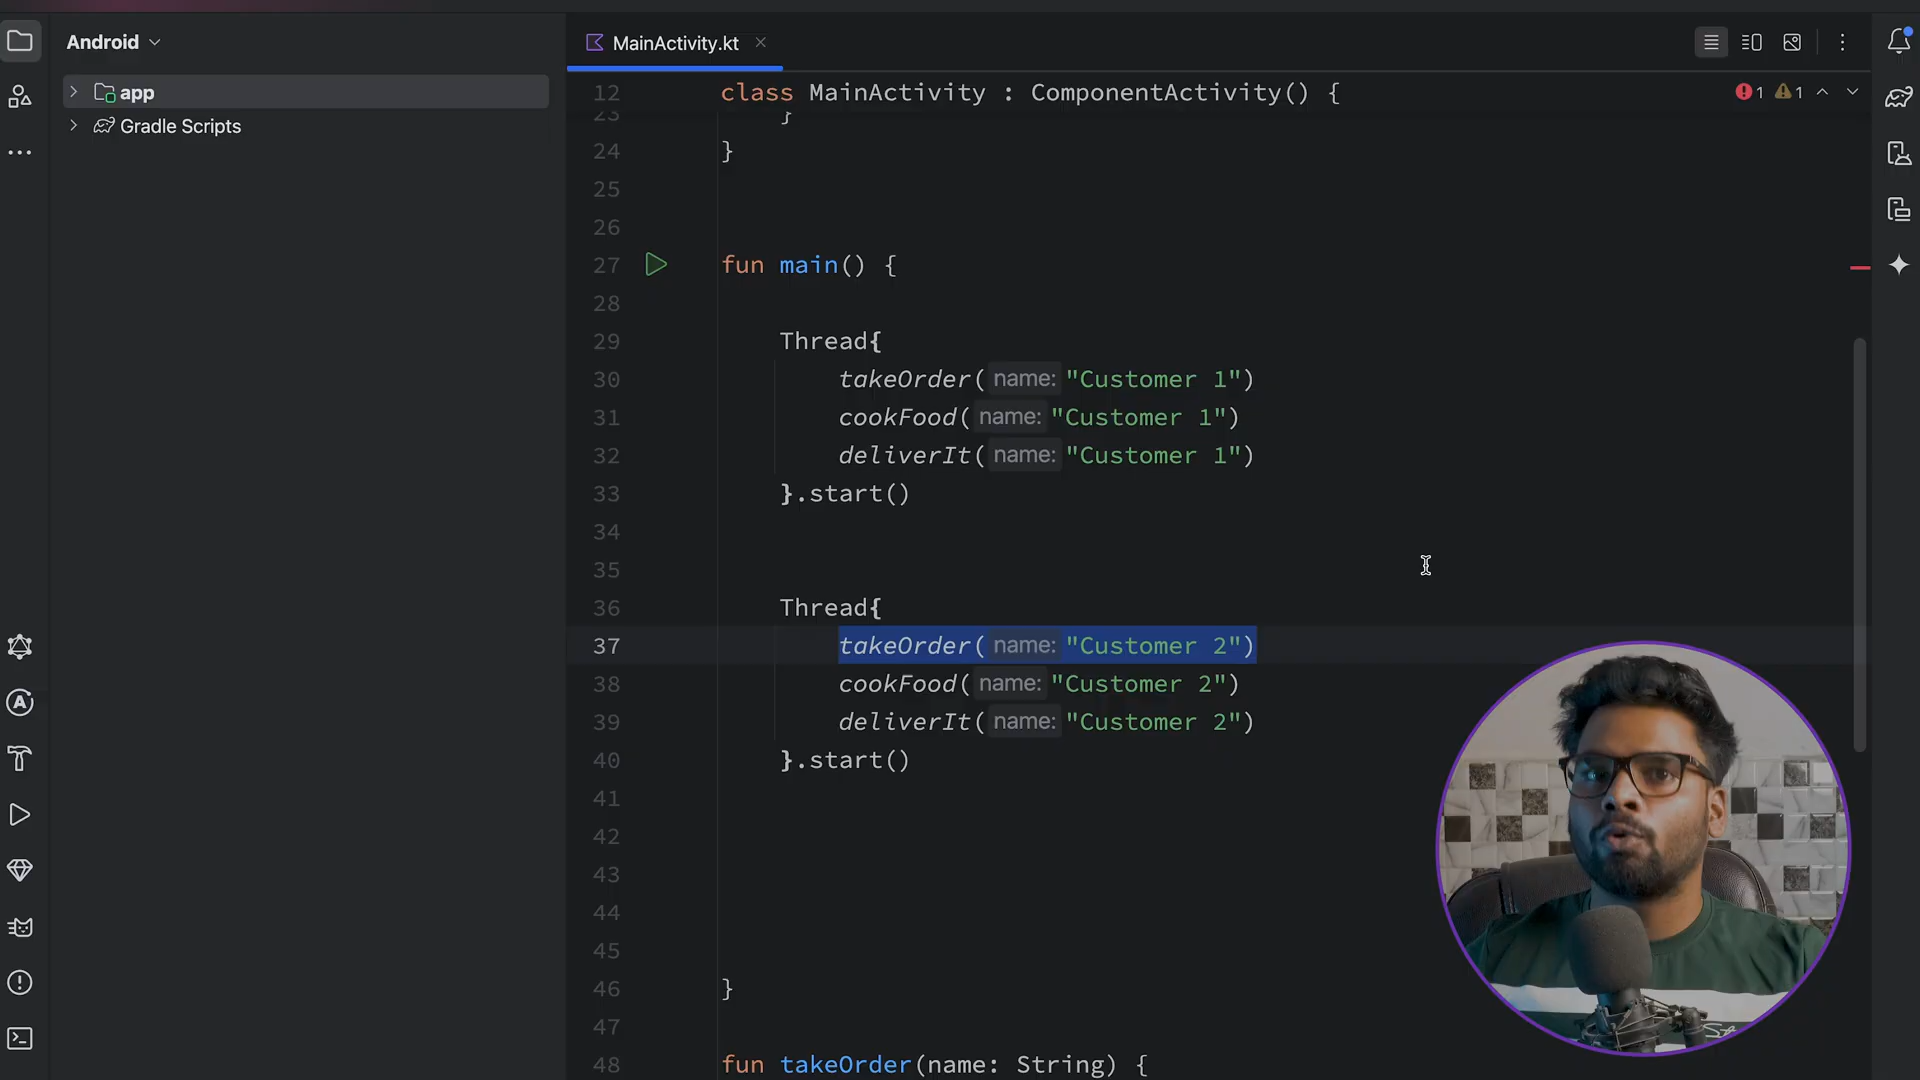 Android
MainActivity.kt
app
Gradle Scripts
12 class MainActivity : ComponentActivity() {
1 1
23 }
24 }
25
26
27 fun main() {
28
29 Thread{
30 takeOrder( name: "Customer 1")
31 cookFood( name: "Customer 1")
32 deliverIt( name: "Customer 1")
33 }.start()
34
35
36 Thread{
37 takeOrder( name: "Customer 2")
38 cookFood( name: "Customer 2")
39 deliverIt( name: "Customer 2")
40 }.start()
41
42
43
44
45
46 }
47
48 fun takeOrder(name: String) {